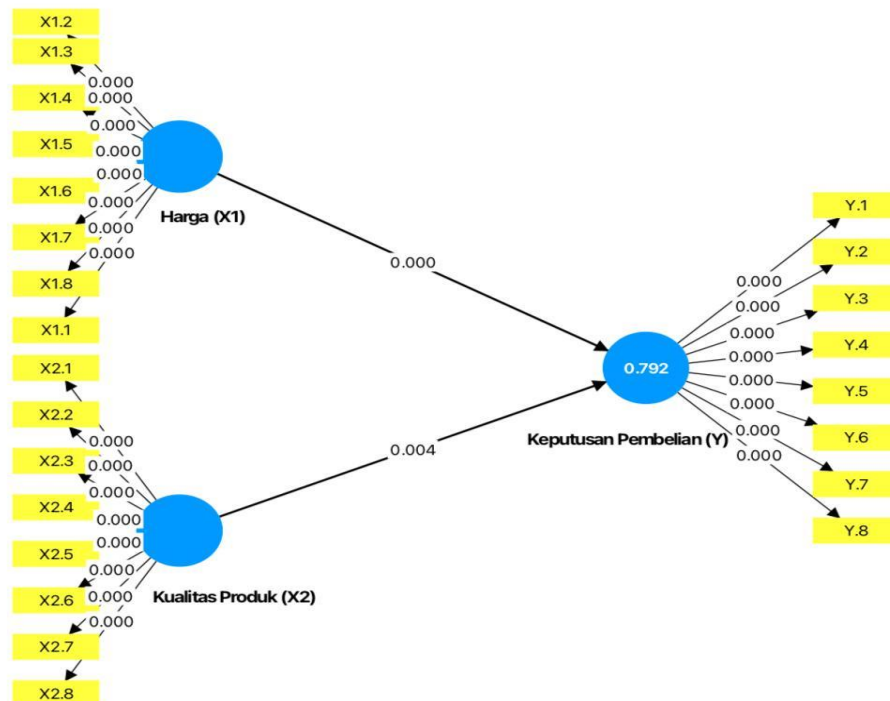 X1.2
X1.3
X1.4
X1.5
X1.6
X1.7
X1.8
X1.1
0.000
0.000
0.000
0.000
0.000
0.000
0.000
0.000
Harga (X1)
0.000
X2.1
X2.2
X2.3
X2.4
X2.5
X2.6
X2.7
X2.8
0.000
0.000
0.000
0.000
0.000
0.000
0.000
0.000
Kualitas Produk (X2)
0.004
0.792
Keputusan Pembelian (Y)
0.000
0.000
0.000
0.000
0.000
0.000
0.000
0.000
Y.1
Y.2
Y.3
Y.4
Y.5
Y.6
Y.7
Y.8